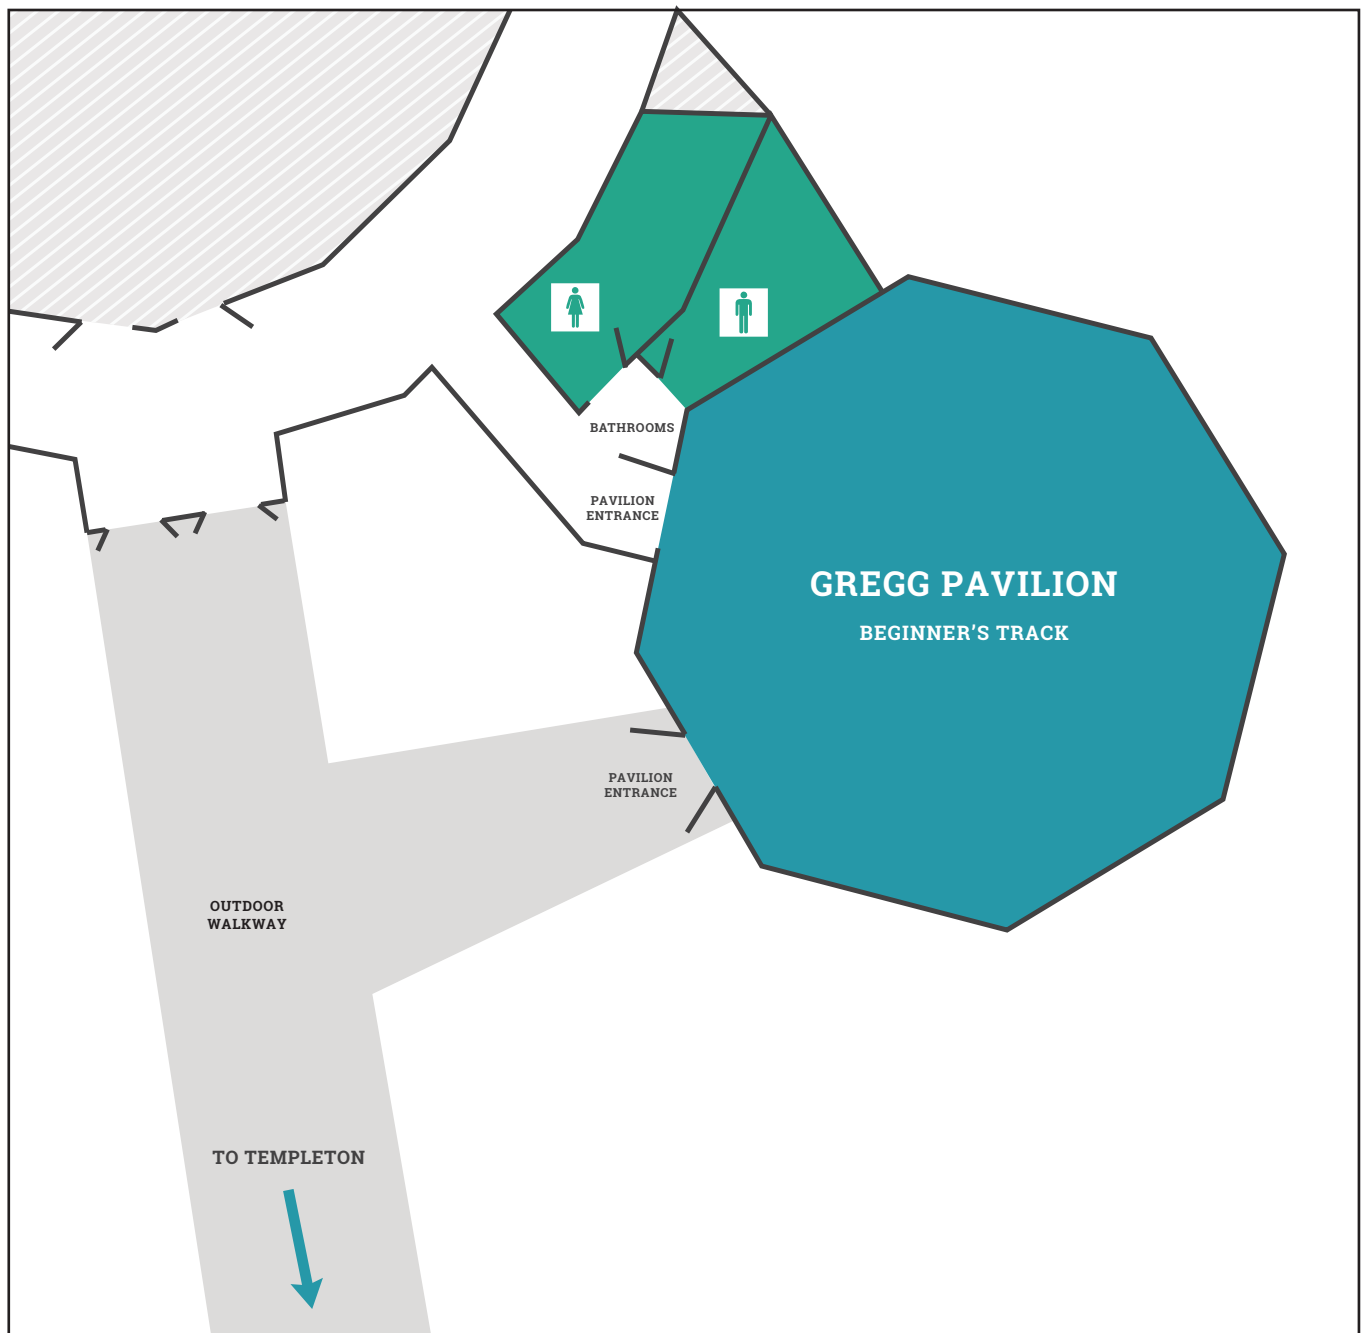 BATHROOMS
PAVILION
ENTRANCE
GREGG PAVILION
BEGINNER’S TRACK
PAVILION
ENTRANCE
OUTDOOR
WALKWAY
TO TEMPLETON